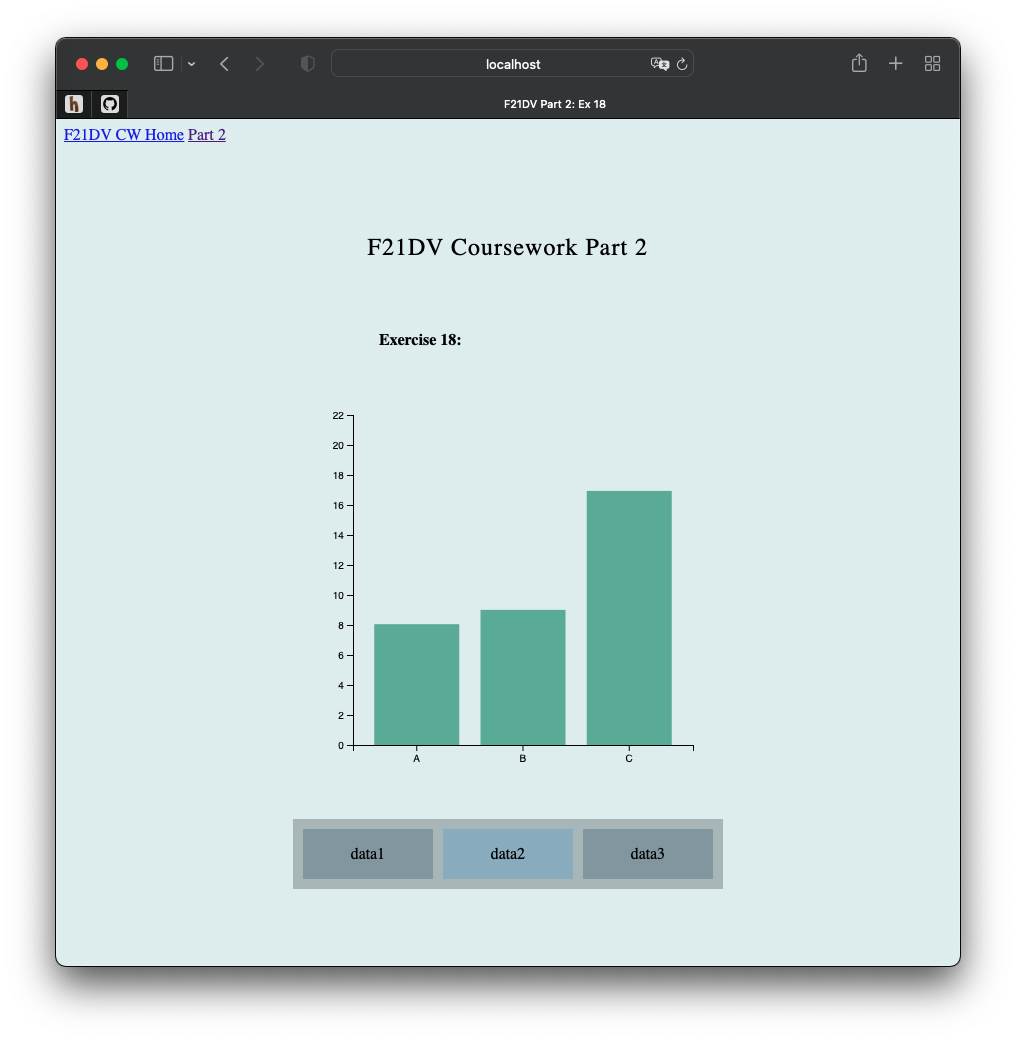 localhost
F21DV Part 2: Ex 18
F21DV CW Home Part 2
F21DV Coursework Part 2
Exercise 18:
22
20
18
16
14
12
10
8
6
4
2
0
A B C
data1 data2 data3